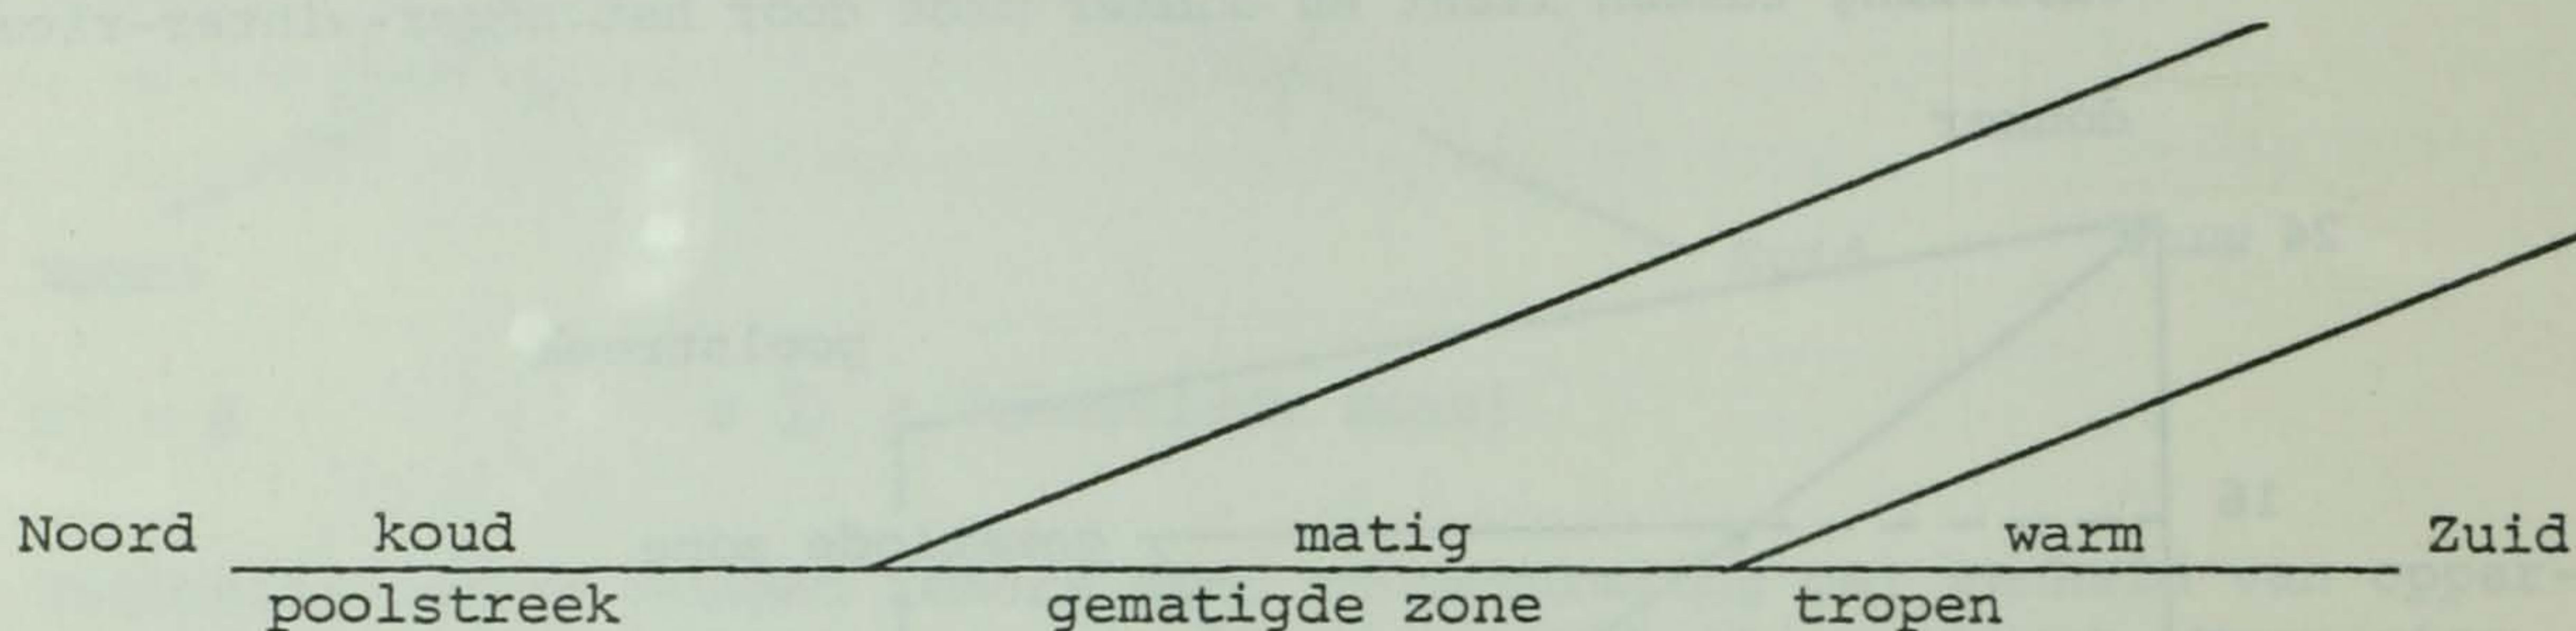 Noord koud matig warm Zuid
poolstreek gematigde zone tropen